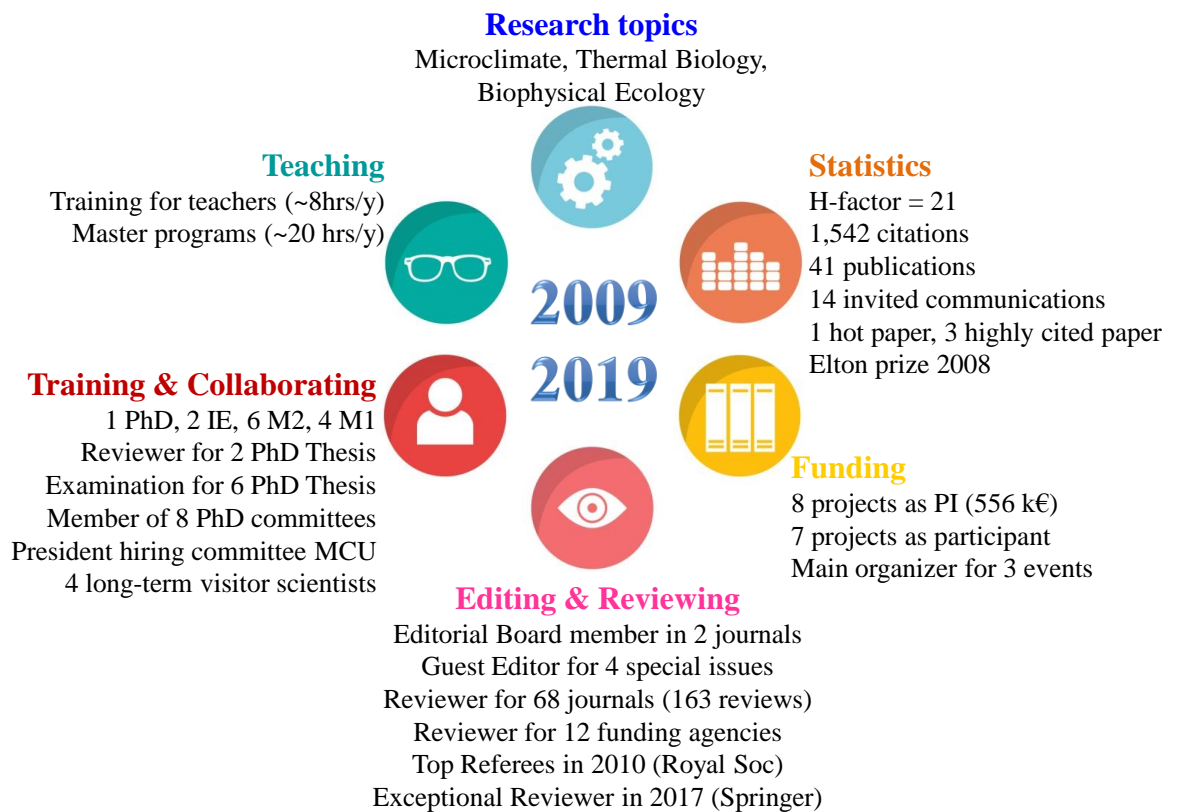 Research topics
Microclimate, Thermal Biology,
Biophysical Ecology
Teaching
Training for teachers (~8hrs/y)
Master programs (~20 hrs/y)
Statistics
H-factor = 21
1,542 citations
41 publications
14 invited communications
1 hot paper, 3 highly cited paper
Elton prize 2008
2009
2019
Training & Collaborating
1 PhD, 2 IE, 6 M2, 4 M1
Reviewer for 2 PhD Thesis
Examination for 6 PhD Thesis
Member of 8 PhD committees
President hiring committee MCU
4 long-term visitor scientists
Funding
8 projects as PI (556 k€)
7 projects as participant
Main organizer for 3 events
Editing & Reviewing
Editorial Board member in 2 journals
Guest Editor for 4 special issues
Reviewer for 68 journals (163 reviews)
Reviewer for 12 funding agencies
Top Referees in 2010 (Royal Soc)
Exceptional Reviewer in 2017 (Springer)